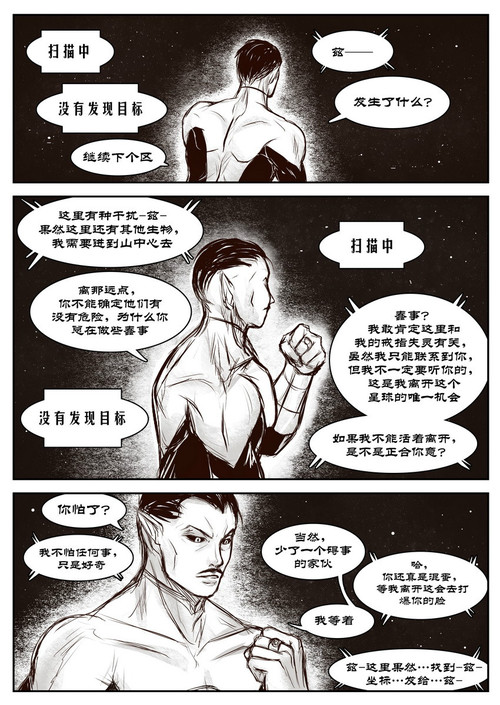 扫描中
兹——
发生了什么？
没有发现目标
继续下个区
这里有种干扰-兹-
果然这里还有其他生物，
我需要进到山中心去
扫描中
离那远点，
你不能确定他们有
没有危险，为什么你
总在做些喜事
喜事？
我敢肯定这里和
我的戒指失灵有关，
虽然我只能联系到你，
但我不一定要听你的，
这是我离开这个
星球的唯一机会
没有发现目标
如果我不能活着离开，
是不是正合你意？
你怕了？
我不怕任何事，
只是好奇
当然，
少了一个碍事
的家伙
哈，
你还真是混蛋，
等我离开这会去打
爆你的脸
我等着
兹-这里果然…找到-兹-
坐标…发给…兹-